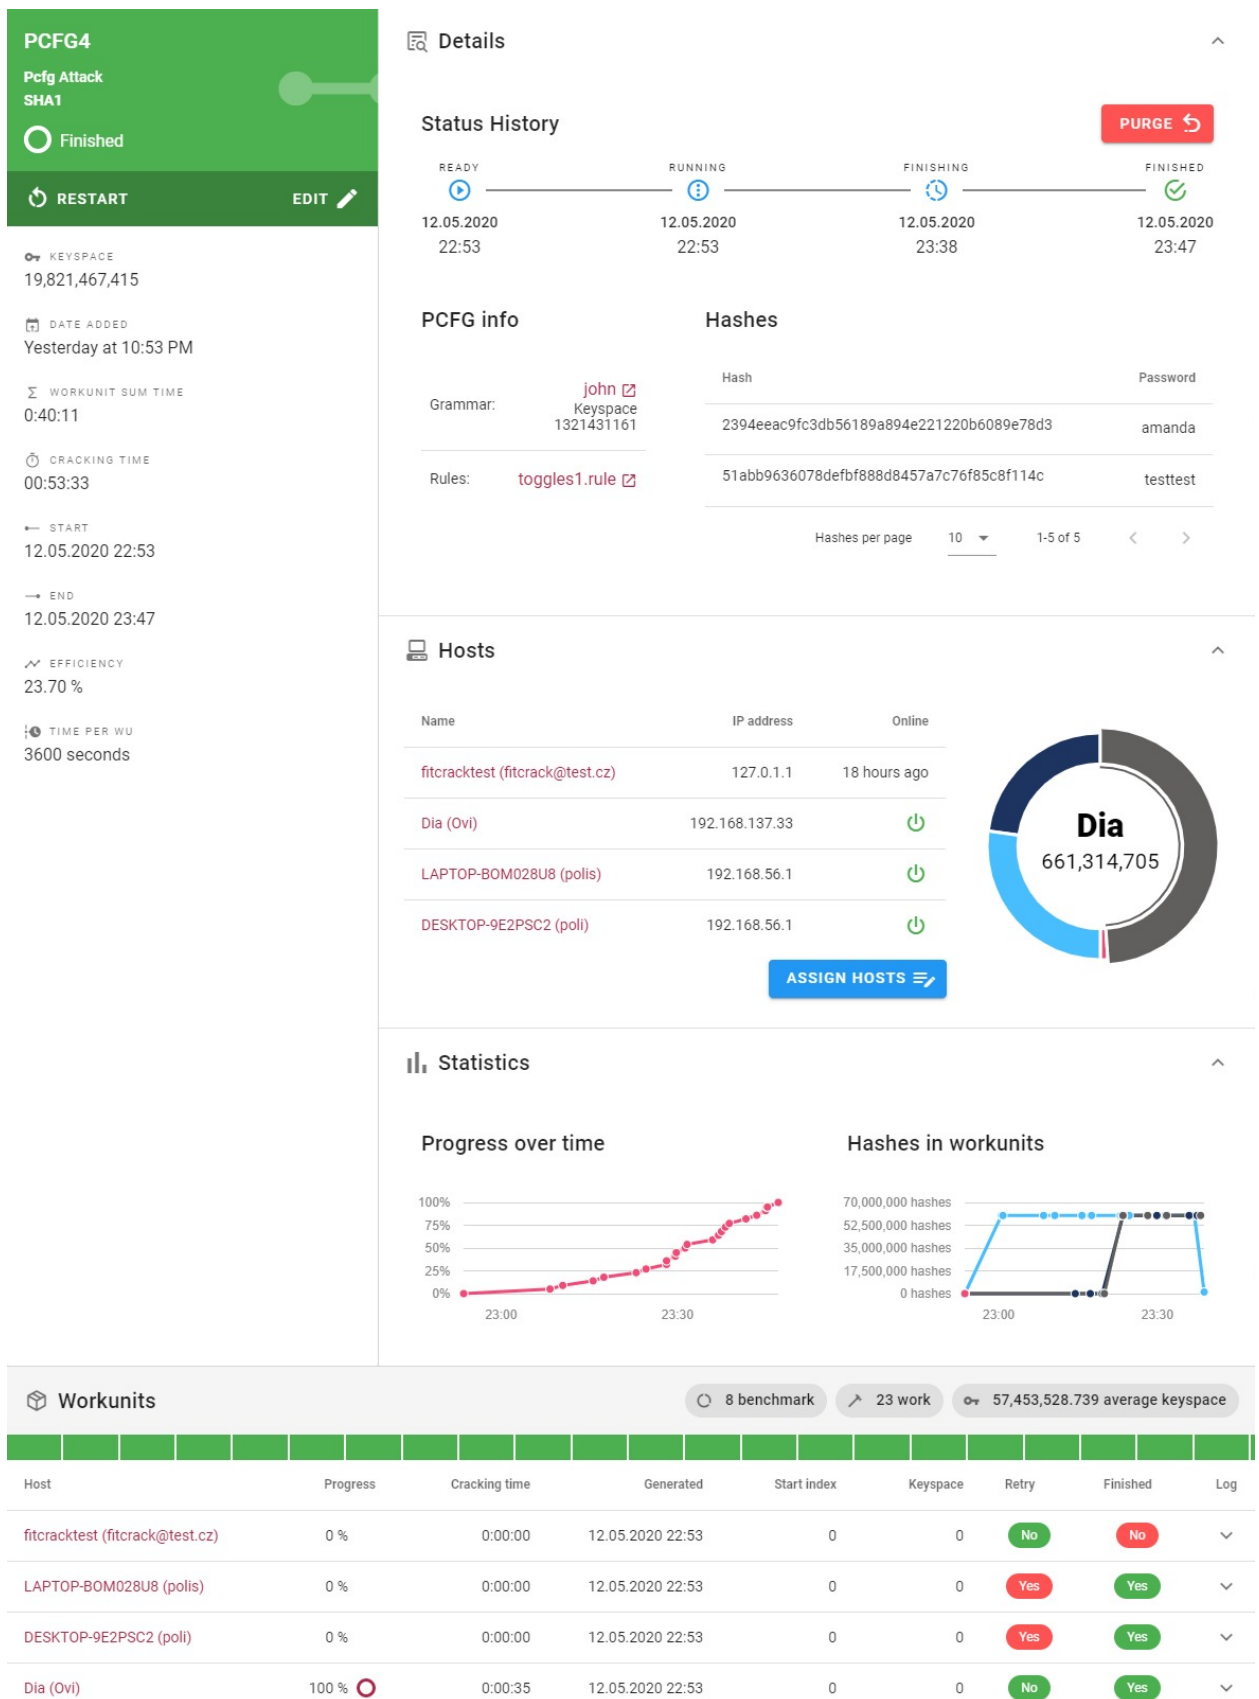 PCFG4
Pcfg Attack
SHA1
Finished
RESTART EDIT
KEYSPACE
19,821,467,415
DATE ADDED
Yesterday at 10:53 PM
WORKUNIT SUM TIME
0:40:11
CRACKING TIME
00:53:33
START
12.05.2020 22:53
END
12.05.2020 23:47
EFFICIENCY
23.70 %
TIME PER WU
3600 seconds
Details
Status History PURGE
READY RUNNING FINISHING FINISHED
12.05.2020 12.05.2020 12.05.2020 12.05.2020
22:53 22:53 23:38 23:47
PCFG info
Grammar: john
Keyspace
1321431161
Rules: toggles1.rule
Hashes
Hash Password
2394eeac9fc3db56189a894e221220b6089e78d3 amanda
51abb9636078defbf888d8457a7c76f85c8f114c testtest
Hashes per page 10 1-5 of 5
Hosts
Name IP address Online
fitcracktest (fitcrack@test.cz) 127.0.1.1 18 hours ago
Dia (Ovi) 192.168.137.33
LAPTOP-BOM028U8 (polis) 192.168.56.1
DESKTOP-9E2PSC2 (poli) 192.168.56.1
ASSIGN HOSTS
Dia
661,314,705
Statistics
Progress over time
100%
75%
50%
25%
0%
23:00 23:30
Hashes in workunits
70,000,000 hashes
52,500,000 hashes
35,000,000 hashes
17,500,000 hashes
0 hashes
23:00 23:30
Workunits 8 benchmark 23 work 57,453,528.739 average keyspace
Host Progress Cracking time Generated Start index Keyspace Retry Finished Log
fitcracktest (fitcrack@test.cz) 0 % 0:00:00 12.05.2020 22:53 0 0 No No
LAPTOP-BOM028U8 (polis) 0 % 0:00:00 12.05.2020 22:53 0 0 Yes Yes
DESKTOP-9E2PSC2 (poli) 0 % 0:00:00 12.05.2020 22:53 0 0 Yes Yes
Dia (Ovi) 100 % 0:00:35 12.05.2020 22:53 0 0 No Yes